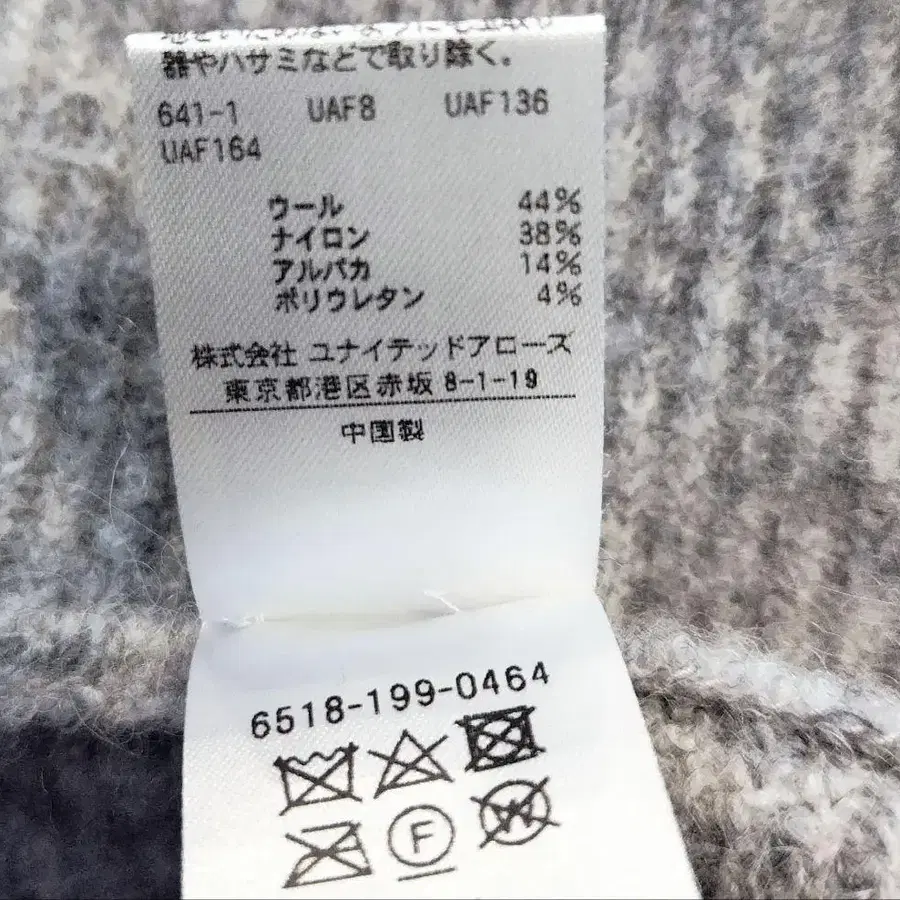 器やハサミなどで取り除く。
641-1 UAF8 UAF136
UAF164
ウール 44%
ナイロン 38%
アルパカ 14%
ポリウレタン 4%
株式会社 ユナイテッドアローズ
東京都港区赤坂 8-1-19
中国製
6518-199-0464
F
W